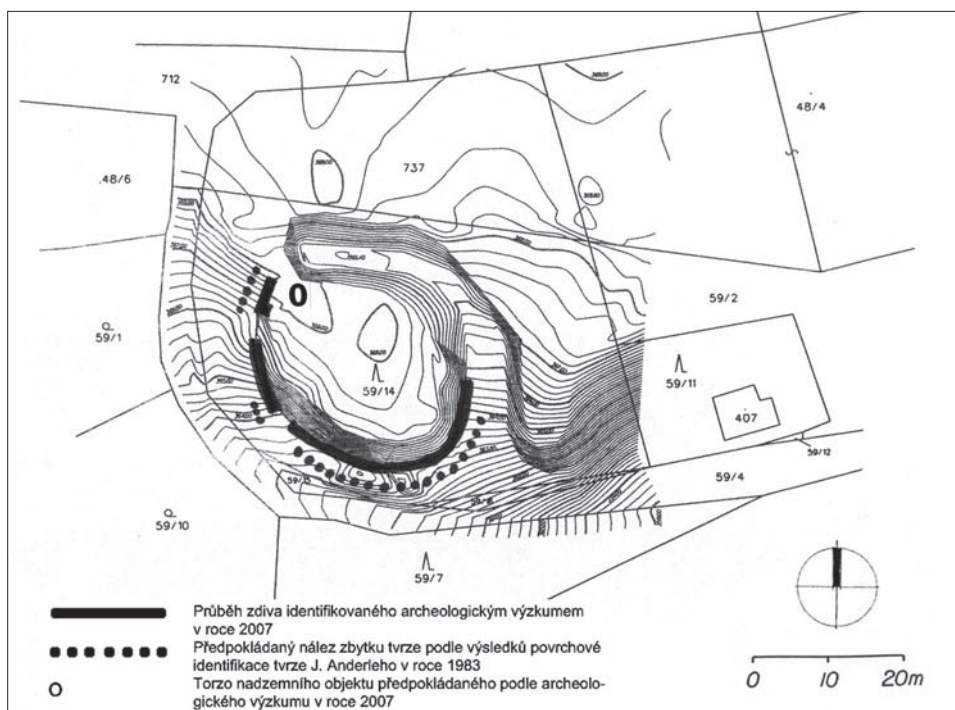 712
48/4
737
48/6
59/2
59/1
59/14
59/11
407
59/12
59/4
59/15
59/10
59/7
O
Průběh zdiva identifikovaného archeologickým výzkumem
v roce 2007
Předpokládaný nález zbytku tvrze podle výsledků povrchové
identifikace tvrze J. Anderleho v roce 1983
O Torzo nadzemního objektu předpokládaného podle archeolo-
gického výzkumu v roce 2007
0 10 20m